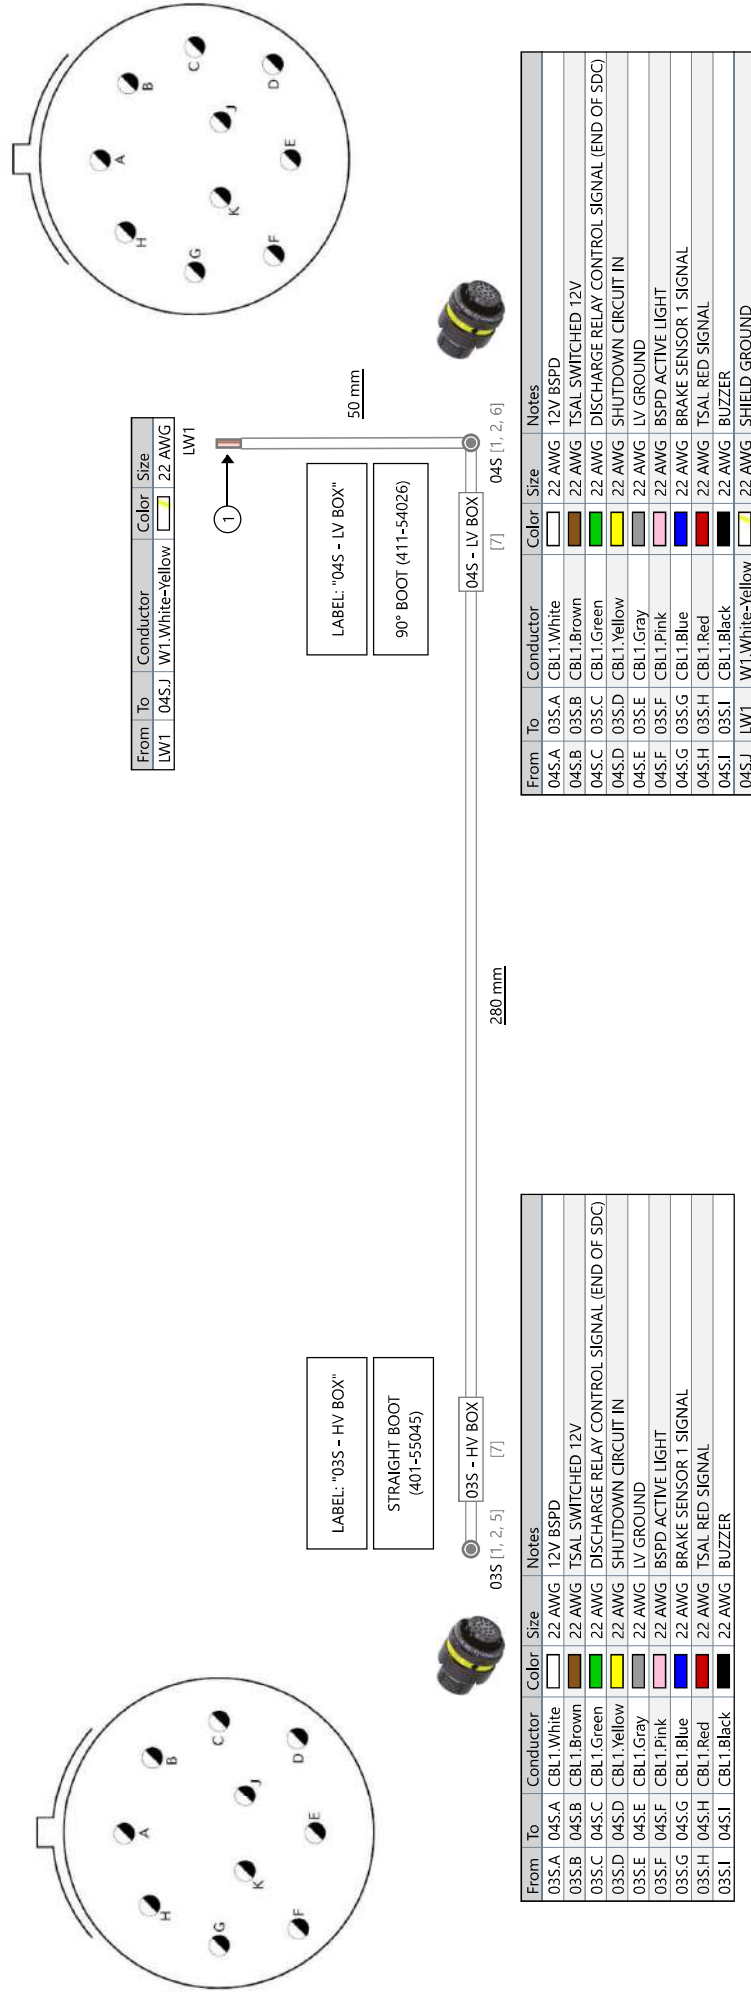 A
B
C
D
E
F
G
H
J
K
A
B
C
D
E
F
G
H
J
K
From To Conductor Color Size
LW1 04S.J W1.White-Yellow 22 AWG
LW1
1
50 mm
LABEL: "03S - HV BOX"
STRAIGHT BOOT
(401-55045)
LABEL: "04S - LV BOX"
90° BOOT (411-54026)
03S - HV BOX
04S - LV BOX
03S [1, 2, 5]
[7]
280 mm
[7]
04S [1, 2, 6]
From To Conductor Color Size Notes
03S.A 04S.A CBL1.White 22 AWG 12V BSPD
03S.B 04S.B CBL1.Brown 22 AWG TSAL SWITCHED 12V
03S.C 04S.C CBL1.Green 22 AWG DISCHARGE RELAY CONTROL SIGNAL (END OF SDC)
03S.D 04S.D CBL1.Yellow 22 AWG SHUTDOWN CIRCUIT IN
03S.E 04S.E CBL1.Gray 22 AWG LV GROUND
03S.F 04S.F CBL1.Pink 22 AWG BSPD ACTIVE LIGHT
03S.G 04S.G CBL1.Blue 22 AWG BRAKE SENSOR 1 SIGNAL
03S.H 04S.H CBL1.Red 22 AWG TSAL RED SIGNAL
03S.I 04S.I CBL1.Black 22 AWG BUZZER
From To Conductor Color Size Notes
04S.A 03S.A CBL1.White 22 AWG 12V BSPD
04S.B 03S.B CBL1.Brown 22 AWG TSAL SWITCHED 12V
04S.C 03S.C CBL1.Green 22 AWG DISCHARGE RELAY CONTROL SIGNAL (END OF SDC)
04S.D 03S.D CBL1.Yellow 22 AWG SHUTDOWN CIRCUIT IN
04S.E 03S.E CBL1.Gray 22 AWG LV GROUND
04S.F 03S.F CBL1.Pink 22 AWG BSPD ACTIVE LIGHT
04S.G 03S.G CBL1.Blue 22 AWG BRAKE SENSOR 1 SIGNAL
04S.H 03S.H CBL1.Red 22 AWG TSAL RED SIGNAL
04S.I 03S.I CBL1.Black 22 AWG BUZZER
04S.J LW1 W1.White-Yellow 22 AWG SHIELD GROUND